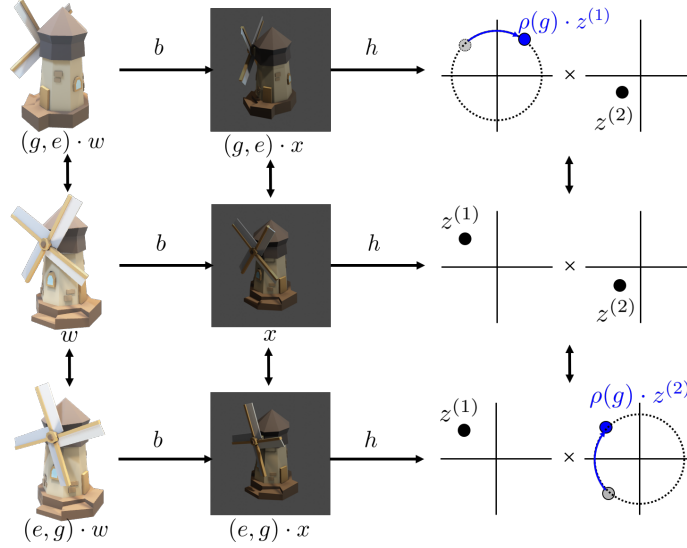 b
h
ρ(g) · z^(1)
×
z^(2)
(g, e) · w
(g, e) · x
b
h
z^(1)
×
z^(2)
w
x
b
h
z^(1)
×
ρ(g) · z^(2)
(e, g) · w
(e, g) · x